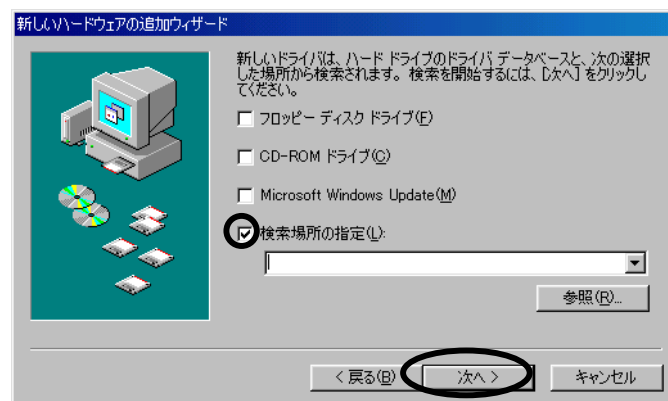 新しいハードウェアの追加ウィザード
新しいドライバは、ハード ドライブのドライバ データベースと、次の選択
した場所から検索されます。検索を開始するには、[次へ] をクリックし
てください。
フロッピー ディスク ドライブ(F)
CD-ROM ドライブ(C)
Microsoft Windows Update(M)
検索場所の指定(L):
参照(R)...
< 戻る(B)
次へ >
キャンセル